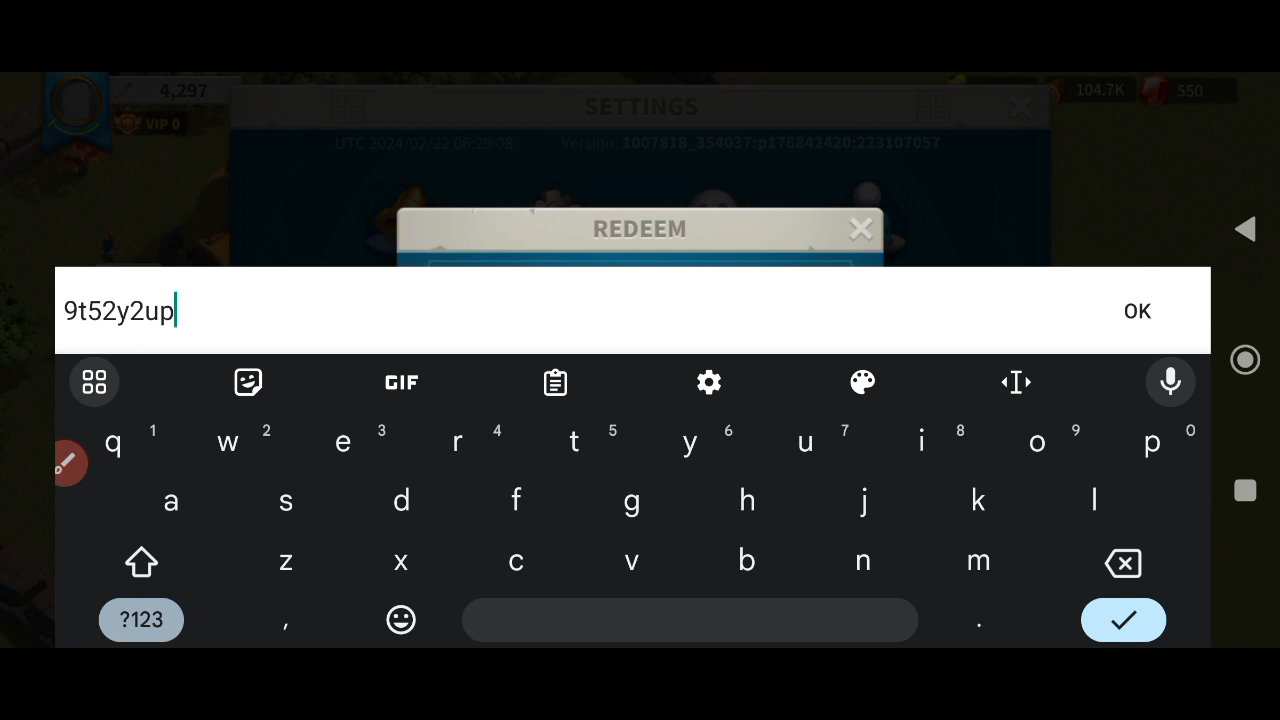 4,297
104.7K
550
SETTINGS
VIP 0
UTC 2024/02/22 06:29:08 Version: 1007818_354037:p176842420:223107057
REDEEM
9t52y2up
OK
GIF
q 1 w 2 e 3 r 4 t 5 y 6 u 7 i 8 o 9 p 0
a s d f g h j k l
z x c v b n m
?123 , .